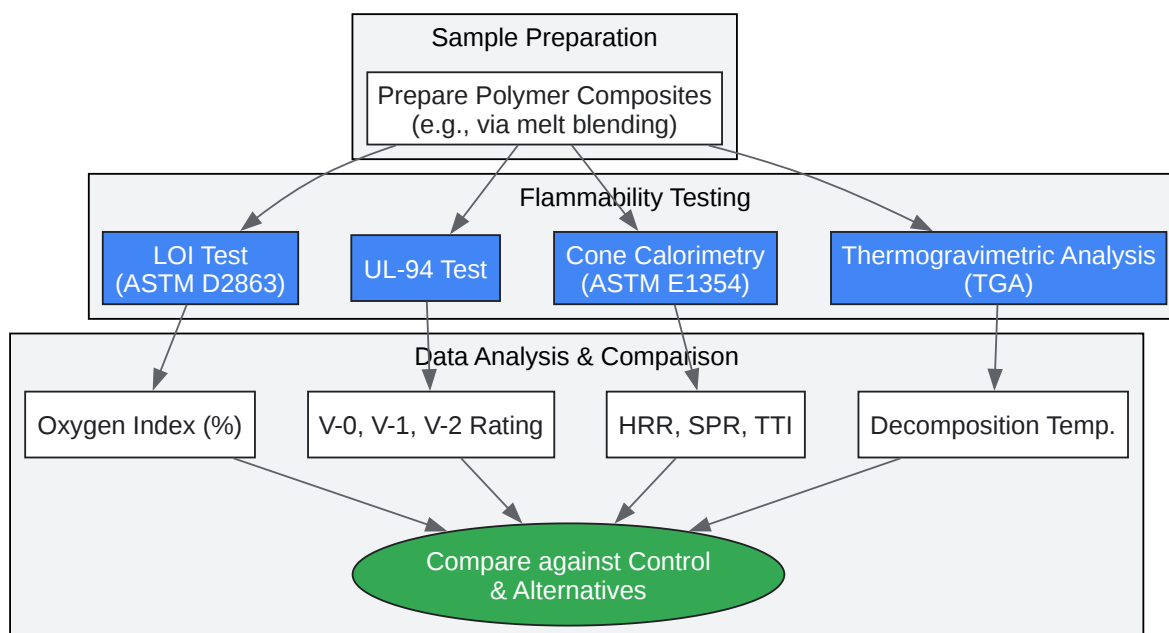 Sample Preparation
Prepare Polymer Composites
(e.g., via melt blending)
Flammability Testing
LOI Test
(ASTM D2863)
UL-94 Test
Cone Calorimetry
(ASTM E1354)
Thermogravimetric Analysis
(TGA)
Data Analysis & Comparison
Oxygen Index (%)
V-0, V-1, V-2 Rating
HRR, SPR, TTI
Decomposition Temp.
Compare against Control
& Alternatives